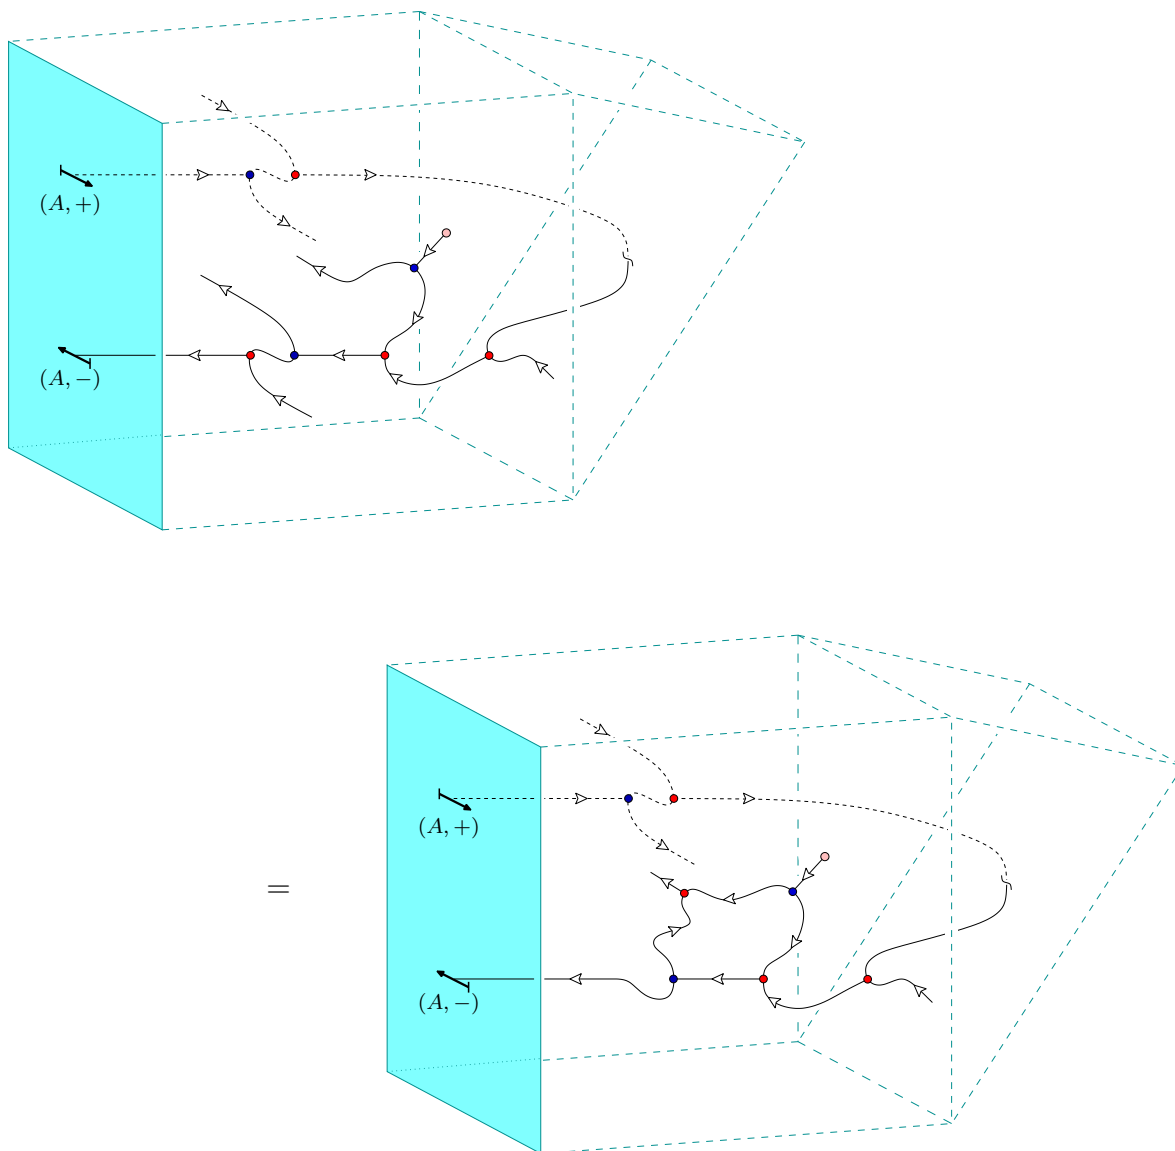 (A, +)
(A, −)
=
(A, +)
(A, −)